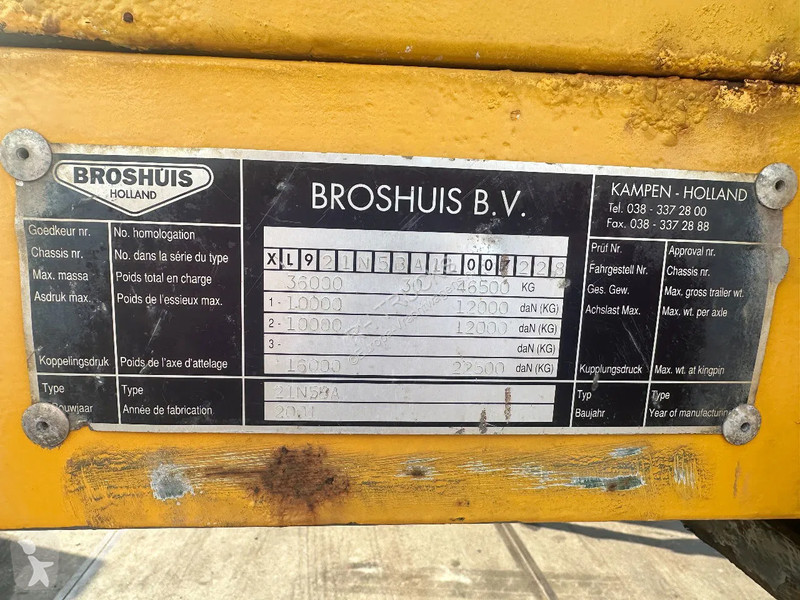 BROSHUIS
HOLLAND
BROSHUIS B.V.
KAMPEN - HOLLAND
Tel. 038 - 337 28 00
Fax. 038 - 337 28 88
Goedkeur nr. No. homologation Prüf Nr. Approval nr.
Chassis nr. No. dans la série du type XL921N53A1 007228 Fahrgestell Nr. Chassis nr.
Max. massa Poids total en charge 36000 30 46500 KG Ges. Gew. Max. gross trailer wt.
Asdruk max. Poids de l'essieux max. 1 - 10000 12000 daN (KG) Achslast Max. Max. wt. per axle
2 - 10000 12000 daN (KG)
3 - daN (KG)
Koppelingsdruk Poids de l'axe d'attelage 16000 22500 daN (KG) Kupplungsdruck Max. wt. at kingpin
Type Type Typ Type
Année de fabrication 2001 Baujahr Year of manufacturing